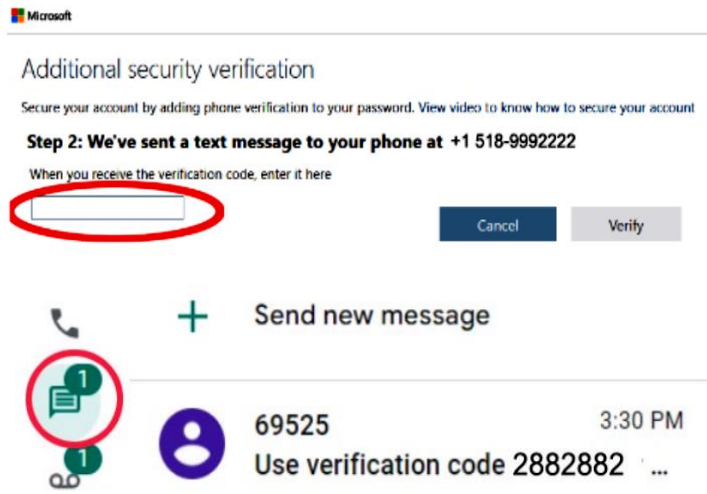 Microsoft
Additional security verification
Secure your account by adding phone verification to your password. View video to know how to secure your account
Step 2: We've sent a text message to your phone at +1 518-9992222
When you receive the verification code, enter it here
Cancel Verify
Send new message
1
69525 3:30 PM
Use verification code 2882882 ...
1